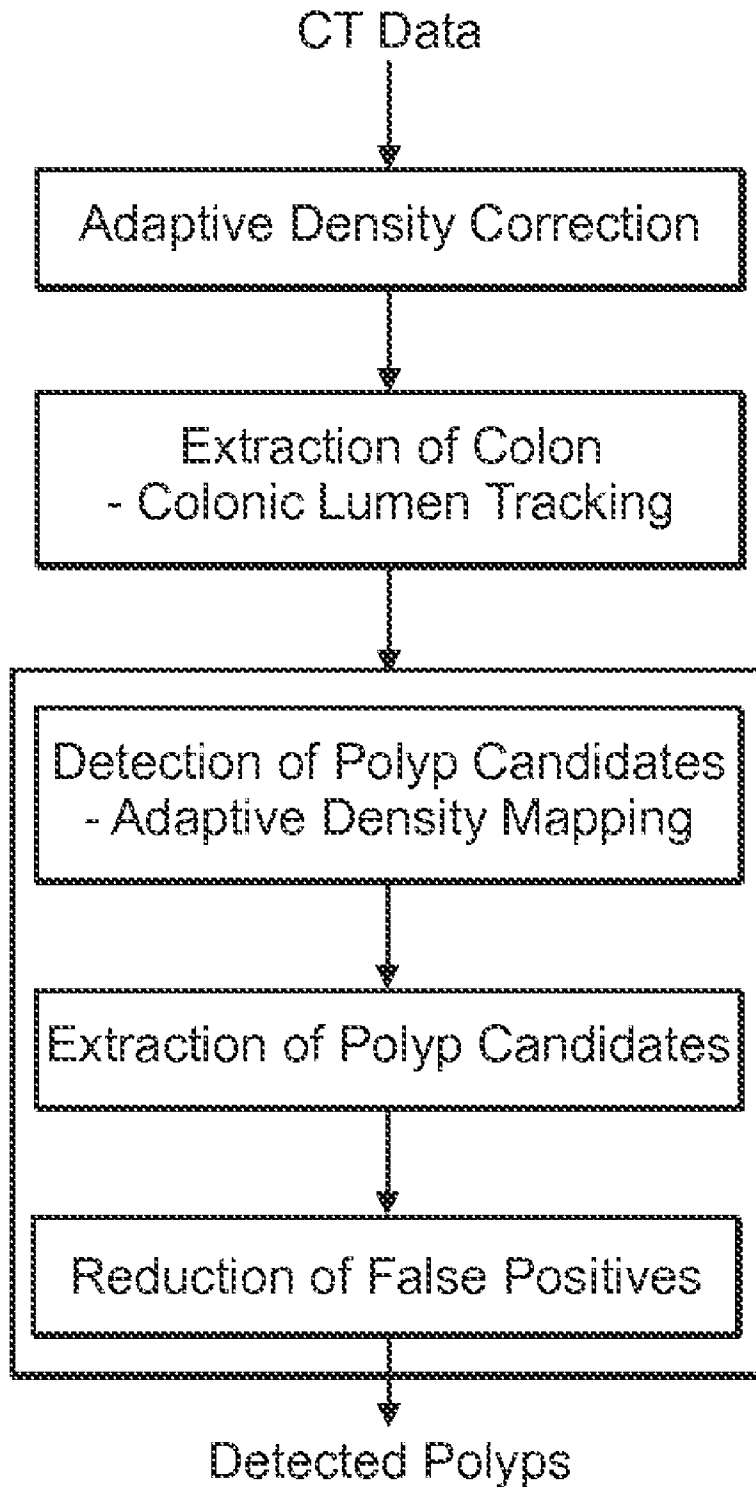 CT Data
Adaptive Density Correction
Extraction of Colon
- Colonic Lumen Tracking
Detection of Polyp Candidates
- Adaptive Density Mapping
Extraction of Polyp Candidates
Reduction of False Positives
Detected Polyps